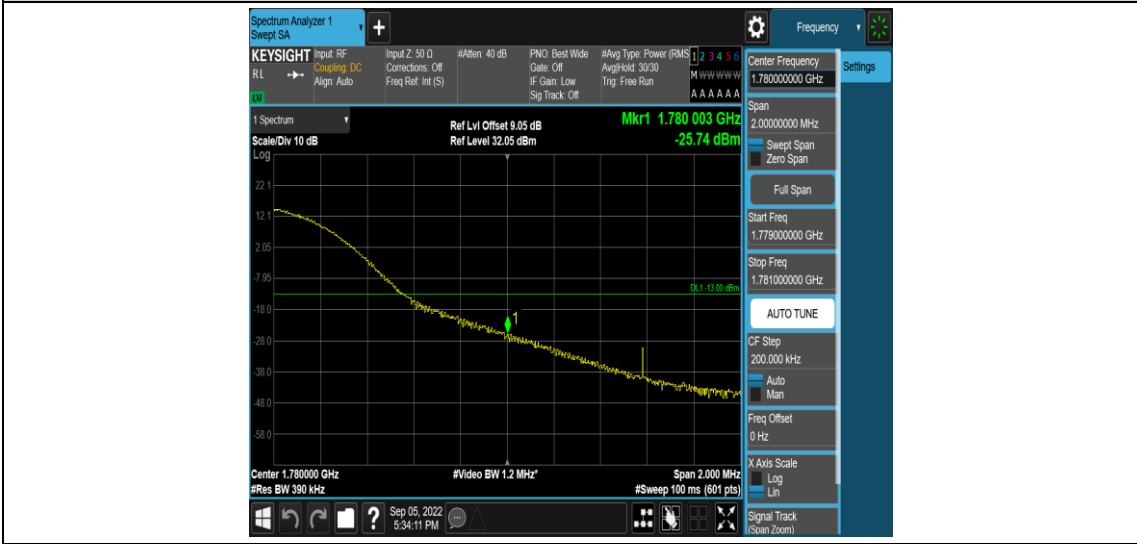 Spectrum Analyzer 1
Swept SA
+
Frequency
KEYSIGHT
RL
Input: RF
Coupling: DC
Align: Auto
Input Z: 50 Ω
Corrections: Off
Freq Ref: Int (S)
#Atten: 40 dB
PNO: Best Wide
Gate: Off
IF Gain: Low
Sig Track: Off
#Avg Type: Power (RMS
Avg|Hold: 30/30
Trig: Free Run
1 2 3 4 5 6
M W W W W W
A A A A A A
1 Spectrum
Scale/Div 10 dB
Log
Ref Lvl Offset 9.05 dB
Ref Level 32.05 dBm
Mkr1 1.780 003 GHz
-25.74 dBm
22.1
12.1
2.05
-7.95
-18.0
-28.0
-38.0
-48.0
-58.0
DL1 -13.00 dBm
1
Center 1.780000 GHz
#Res BW 390 kHz
#Video BW 1.2 MHz*
Span 2.000 MHz
#Sweep 100 ms (601 pts)
?
Sep 05, 2022
5:34:11 PM
Center Frequency
1.780000000 GHz
Settings
Span
2.00000000 MHz
Swept Span
Zero Span
Full Span
Start Freq
1.779000000 GHz
Stop Freq
1.781000000 GHz
AUTO TUNE
CF Step
200.000 kHz
Auto
Man
Freq Offset
0 Hz
X Axis Scale
Log
Lin
Signal Track
(Span Zoom)